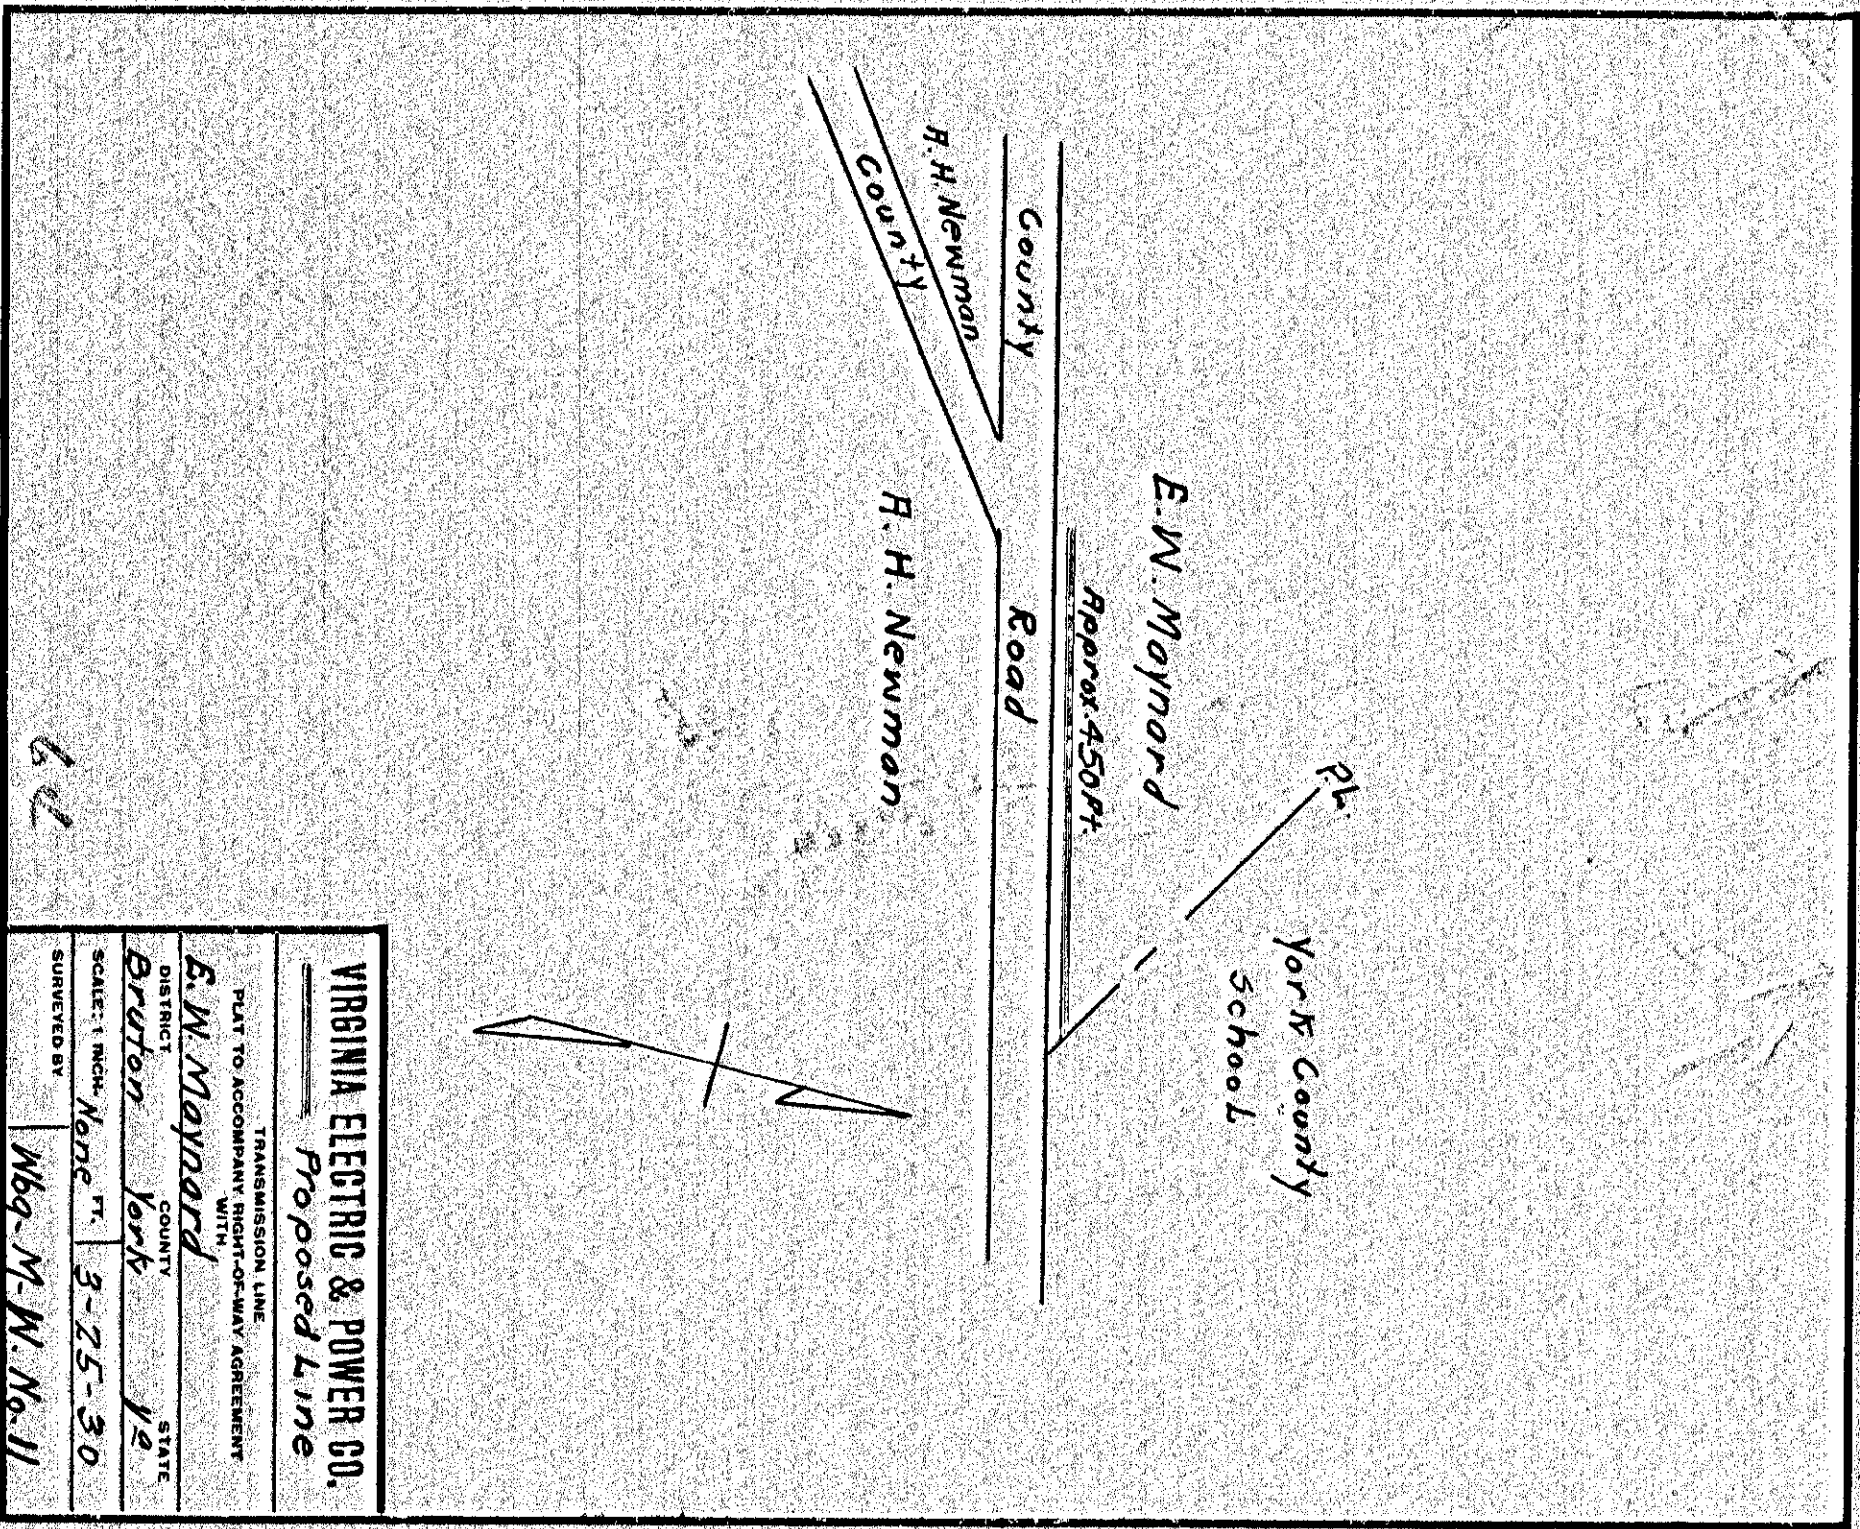 P.L.
York County
School
E.W. Maynard
Approx. 450 Ft.
County
Road
A.H. Newman
County
A.H. Newman
VIRGINIA ELECTRIC & POWER CO.
Proposed Line
TRANSMISSION LINE
PLAT TO ACCOMPANY RIGHT-OF-WAY AGREEMENT
WITH
E.W. Maynard
DISTRICT COUNTY STATE
Bruton York Va
SCALE: 1 INCH None FT. 3-25-30
SURVEYED BY
Wbg-M-W. No. 11